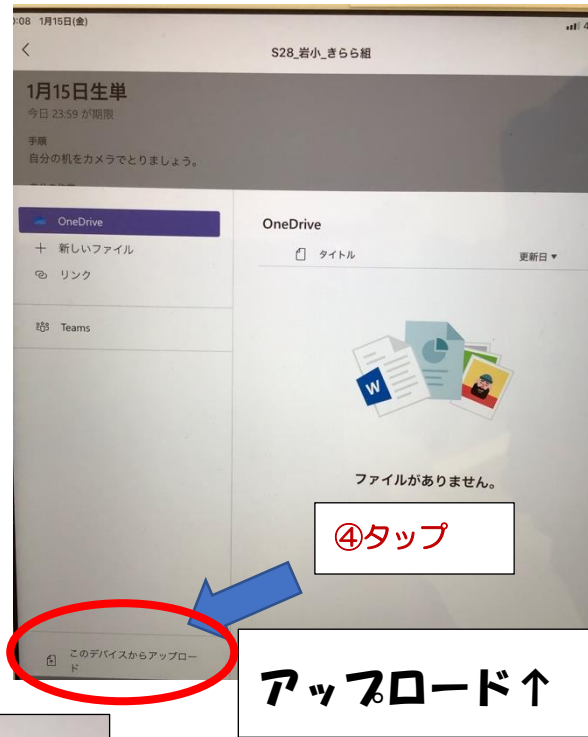 :08 1月15日(金)
4
S28_岩小_きらら組
1月15日生単
今日 23:59 が期限
手順
自分の机をカメラでとりましょう。
OneDrive
新しいファイル
リンク
Teams
OneDrive
タイトル 更新日▼
W
ファイルがありません。
④タップ
このデバイスからアップロー
ド
アップロード↑